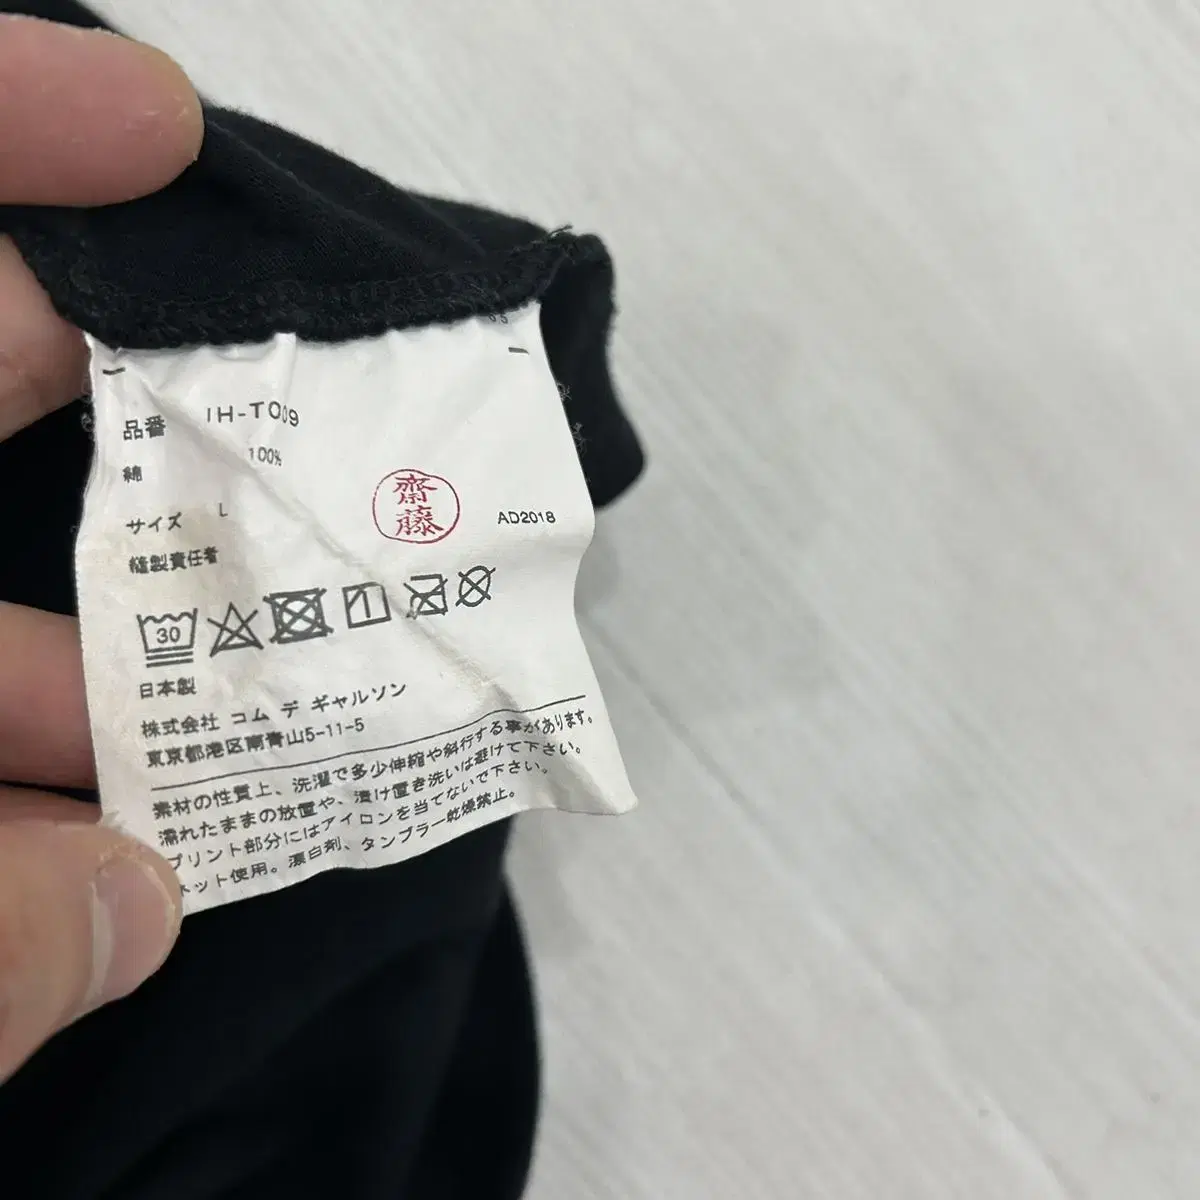 品番 IH-T009
綿 100%
サイズ L
齋藤
AD2018
縫製責任者
30
日本製
株式会社 コム デ ギャルソン
東京都港区南青山5-11-5
素材の性質上、洗濯で多少伸縮や斜行する事があります。
濡れたままの放置や、漬け置き洗いは避けて下さい。
プリント部分にはアイロンを当てないで下さい。
ネット使用。漂白剤、タンブラー乾燥禁止。